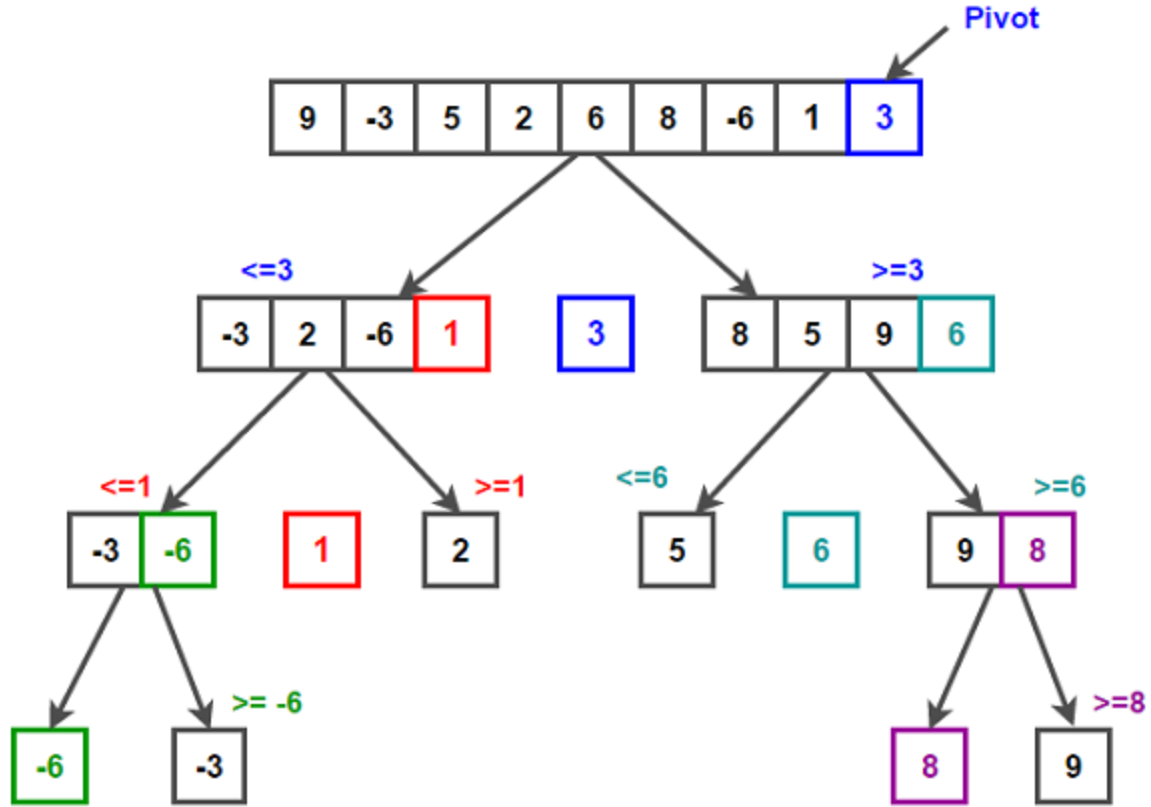 Pivot
9 -3 5 2 6 8 -6 1 3
<=3 >=3
-3 2 -6 1 3 8 5 9 6
<=1 >=1 <=6 >=6
-3 -6 1 2 5 6 9 8
>= -6 >=8
-6 -3 8 9